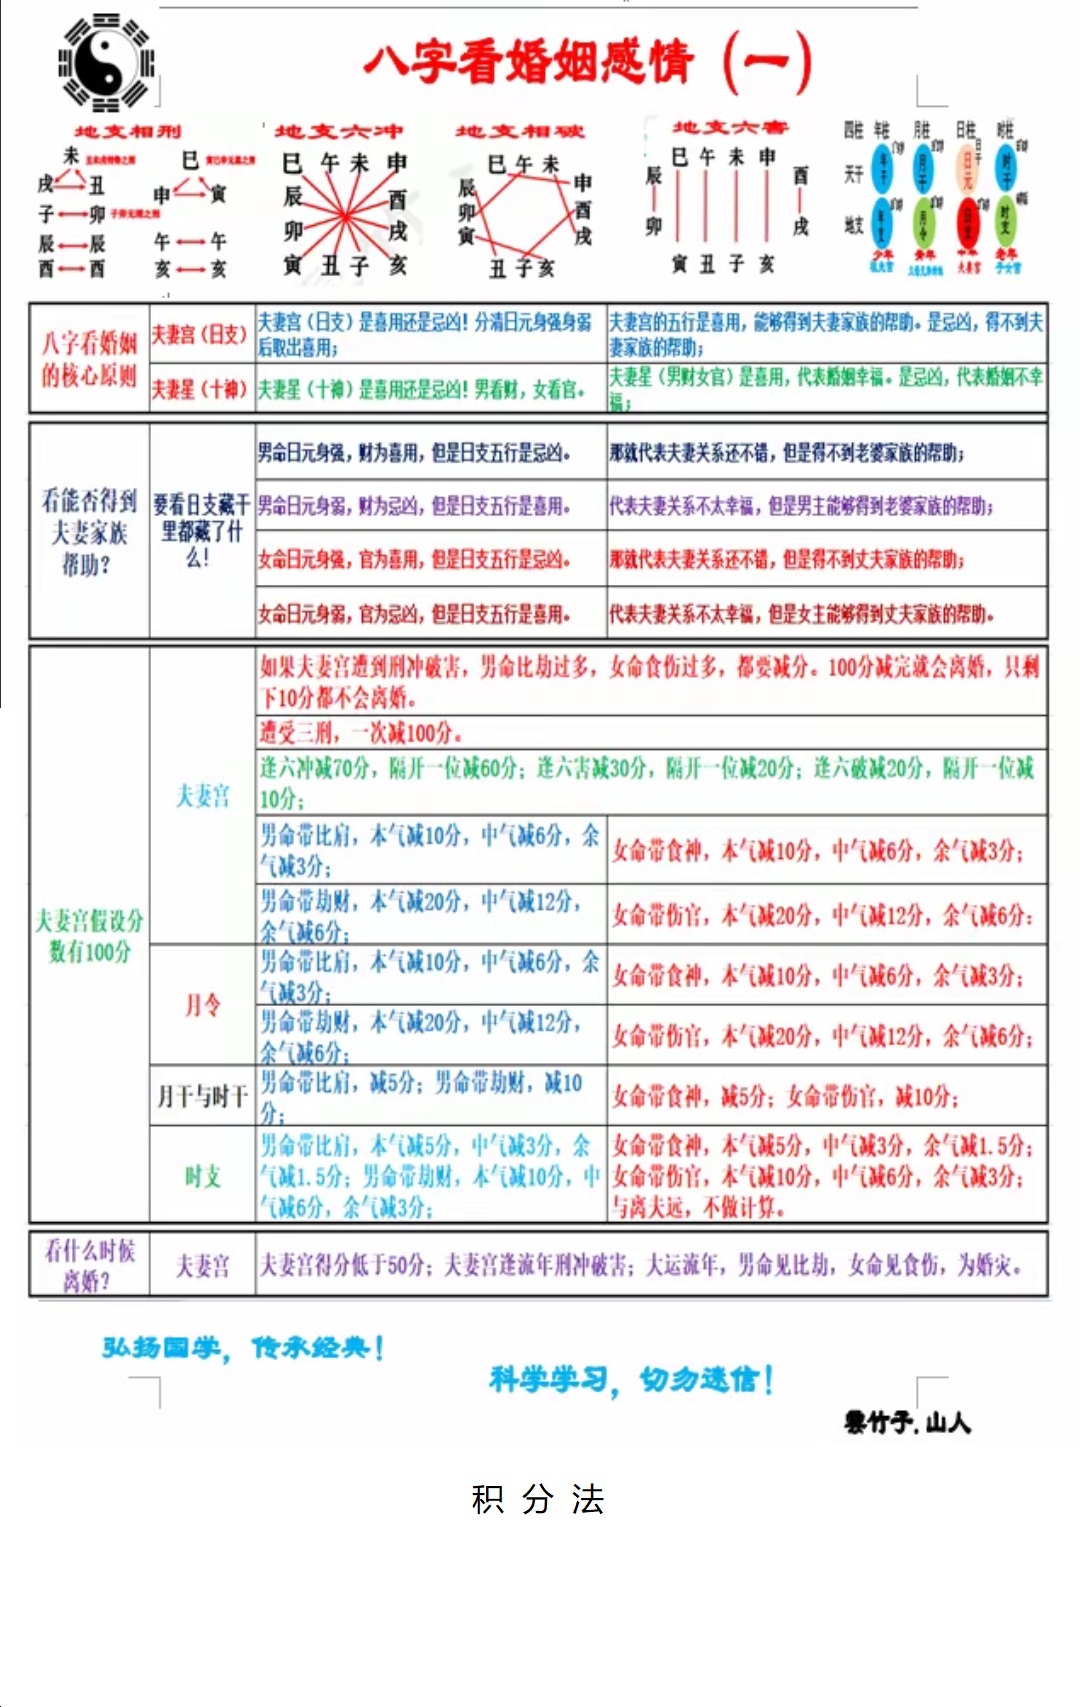 八字看婚姻感情（一）
地支相刑
未
丑未戌恃势之刑
戌
丑
子
卯
子卯无理之刑
辰
辰
酉
酉
巳
寅巳申无恩之刑
申
寅
午
午
亥
亥
地支六冲
巳 午 未 申
辰 酉
卯 戌
寅 丑 子 亥
地支相破
巳 午 未
辰 申
卯 酉
寅 戌
丑 子 亥
地支六害
巳 午 未 申
辰 酉
卯 戌
寅 丑 子 亥
四柱 年柱 月柱 日柱 时柱
天干 年干 月干 日元 时干
日干
地支 年支 月令 日支 时支
少年 青年 中年 老年
祖先宫 夫妻宫 子女宫
八字看婚姻
的核心原则
夫妻宫（日支）
夫妻宫（日支）是喜用还是忌凶！分清日元身强身弱
后取出喜用；
夫妻宫的五行是喜用，能够得到夫妻家族的帮助。是忌凶，得不到夫
妻家族的帮助；
夫妻星（十神）
夫妻星（十神）是喜用还是忌凶！男看财，女看官。
夫妻星（男财女官）是喜用，代表婚姻幸福。是忌凶，代表婚姻不幸
福；
看能否得到
夫妻家族
帮助？
要看日支藏干
里都藏了什
么！
男命日元身强，财为喜用，但是日支五行是忌凶。
那就代表夫妻关系还不错，但是得不到老婆家族的帮助；
男命日元身弱，财为忌凶，但是日支五行是喜用。
代表夫妻关系不太幸福，但是男主能够得到老婆家族的帮助；
女命日元身强，官为喜用，但是日支五行是忌凶。
那就代表夫妻关系还不错，但是得不到丈夫家族的帮助；
女命日元身弱，官为忌凶，但是日支五行是喜用。
代表夫妻关系不太幸福，但是女主能够得到丈夫家族的帮助。
夫妻宫假设分
数有100分
夫妻宫
如果夫妻宫遭到刑冲破害，男命比劫过多，女命食伤过多，都要减分。100分减完就会离婚，只剩
下10分都不会离婚。
遭受三刑，一次减100分。
逢六冲减70分，隔开一位减60分；逢六害减30分，隔开一位减20分；逢六破减20分，隔开一位减
10分；
男命带比肩，本气减10分，中气减6分，余
气减3分；
女命带食神，本气减10分，中气减6分，余气减3分；
男命带劫财，本气减20分，中气减12分，
余气减6分；
女命带伤官，本气减20分，中气减12分，余气减6分：
月令
男命带比肩，本气减10分，中气减6分，余
气减3分；
女命带食神，本气减10分，中气减6分，余气减3分；
男命带劫财，本气减20分，中气减12分，
余气减6分；
女命带伤官，本气减20分，中气减12分，余气减6分；
月干与时干
男命带比肩，减5分；男命带劫财，减10
分；
女命带食神，减5分；女命带伤官，减10分；
时支
男命带比肩，本气减5分，中气减3分，余
气减1.5分；男命带劫财，本气减10分，中
气减6分，余气减3分；
女命带食神，本气减5分，中气减3分，余气减1.5分；
女命带伤官，本气减10分，中气减6分，余气减3分；
与离夫远，不做计算。
看什么时候
离婚？
夫妻宫
夫妻宫得分低于50分；夫妻宫逢流年刑冲破害；大运流年，男命见比劫，女命见食伤，为婚灾。
弘扬国学，传承经典！
科学学习，切勿迷信！
雲竹子.山人
积 分 法